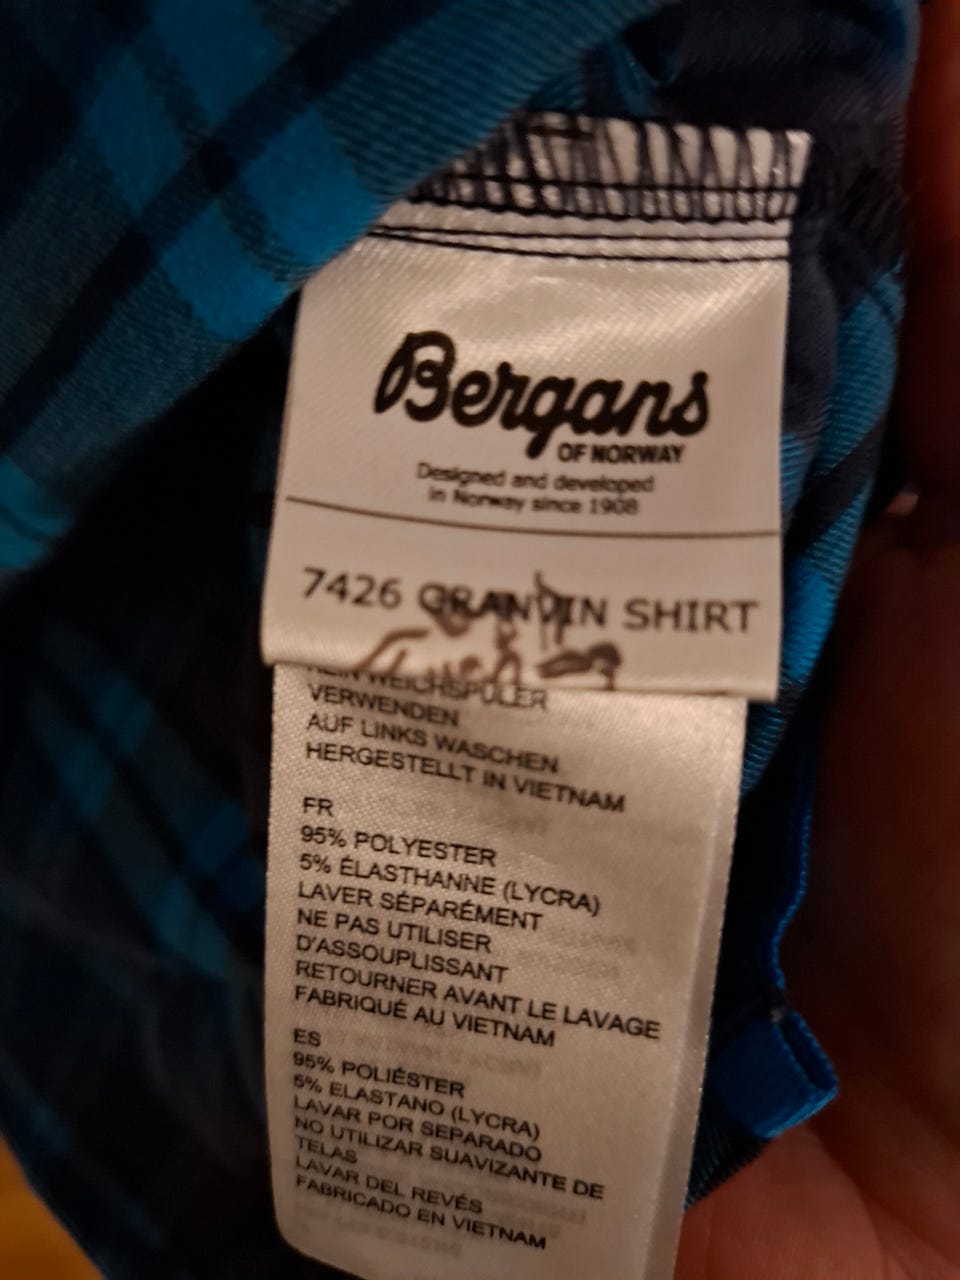 Bergans
OF NORWAY
Designed and developed
in Norway since 1908
7426 GRANVIN SHIRT
WEICHSPÜLER
VERWENDEN
AUF LINKS WASCHEN
HERGESTELLT IN VIETNAM
FR
95% POLYESTER
5% ÉLASTHANNE (LYCRA)
LAVER SÉPARÉMENT
NE PAS UTILISER
D'ASSOUPLISSANT
RETOURNER AVANT LE LAVAGE
FABRIQUÉ AU VIETNAM
ES
95% POLIÉSTER
5% ELASTANO (LYCRA)
LAVAR POR SEPARADO
NO UTILIZAR SUAVIZANTE DE
TELAS
LAVAR DEL REVÉS
FABRICADO EN VIETNAM